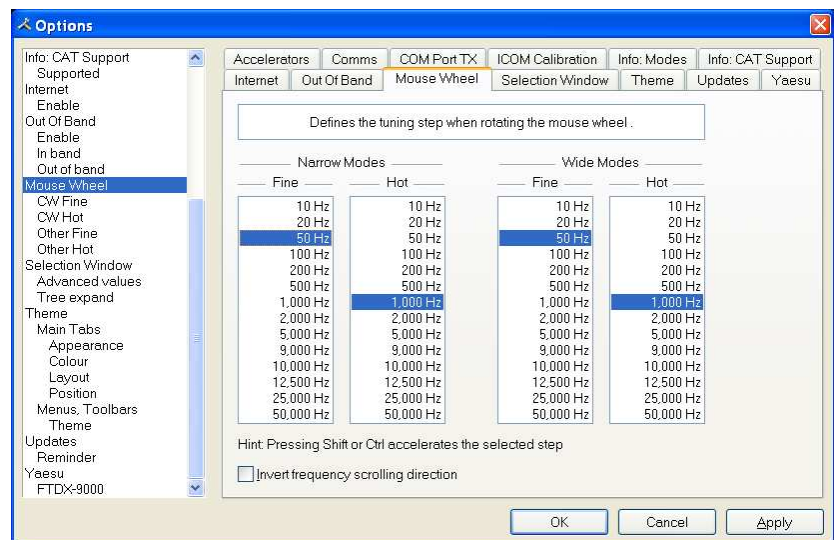 Options
Info: CAT Support
Supported
Internet
Enable
Out Of Band
Enable
In band
Out of band
Mouse Wheel
CW Fine
CW Hot
Other Fine
Other Hot
Selection Window
Advanced values
Tree expand
Theme
Main Tabs
Appearance
Colour
Layout
Position
Menus, Toolbars
Theme
Updates
Reminder
Yaesu
FTDX-9000
Accelerators Comms COM Port TX ICOM Calibration Info: Modes Info: CAT Support
Internet Out Of Band Mouse Wheel Selection Window Theme Updates Yaesu
Defines the tuning step when rotating the mouse wheel .
Narrow Modes Wide Modes
Fine Hot Fine Hot
10 Hz 10 Hz 10 Hz 10 Hz
20 Hz 20 Hz 20 Hz 20 Hz
50 Hz 50 Hz 50 Hz 50 Hz
100 Hz 100 Hz 100 Hz 100 Hz
200 Hz 200 Hz 200 Hz 200 Hz
500 Hz 500 Hz 500 Hz 500 Hz
1,000 Hz 1,000 Hz 1,000 Hz 1,000 Hz
2,000 Hz 2,000 Hz 2,000 Hz 2,000 Hz
5,000 Hz 5,000 Hz 5,000 Hz 5,000 Hz
9,000 Hz 9,000 Hz 9,000 Hz 9,000 Hz
10,000 Hz 10,000 Hz 10,000 Hz 10,000 Hz
12,500 Hz 12,500 Hz 12,500 Hz 12,500 Hz
25,000 Hz 25,000 Hz 25,000 Hz 25,000 Hz
50,000 Hz 50,000 Hz 50,000 Hz 50,000 Hz
Hint: Pressing Shift or Ctrl accelerates the selected step
Invert frequency scrolling direction
OK Cancel Apply